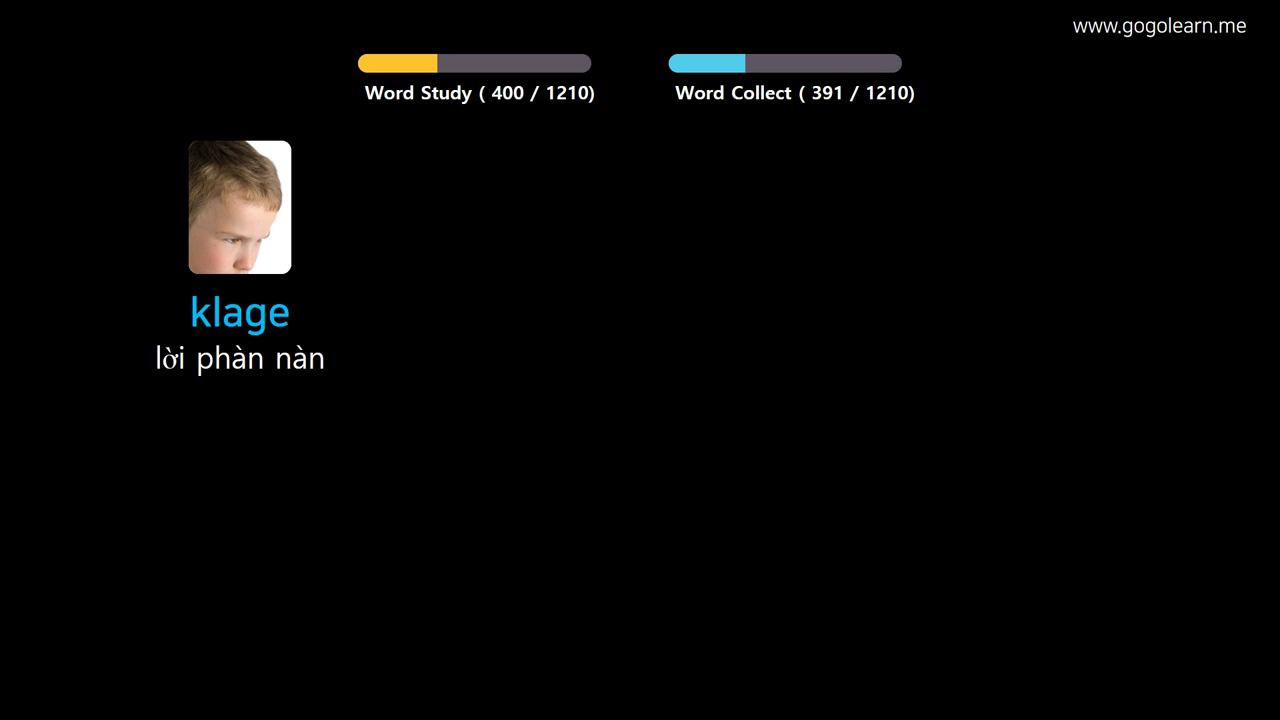 www.gogolearn.me
Word Study ( 400 / 1210)
Word Collect ( 391 / 1210)
klage
lời phàn nàn